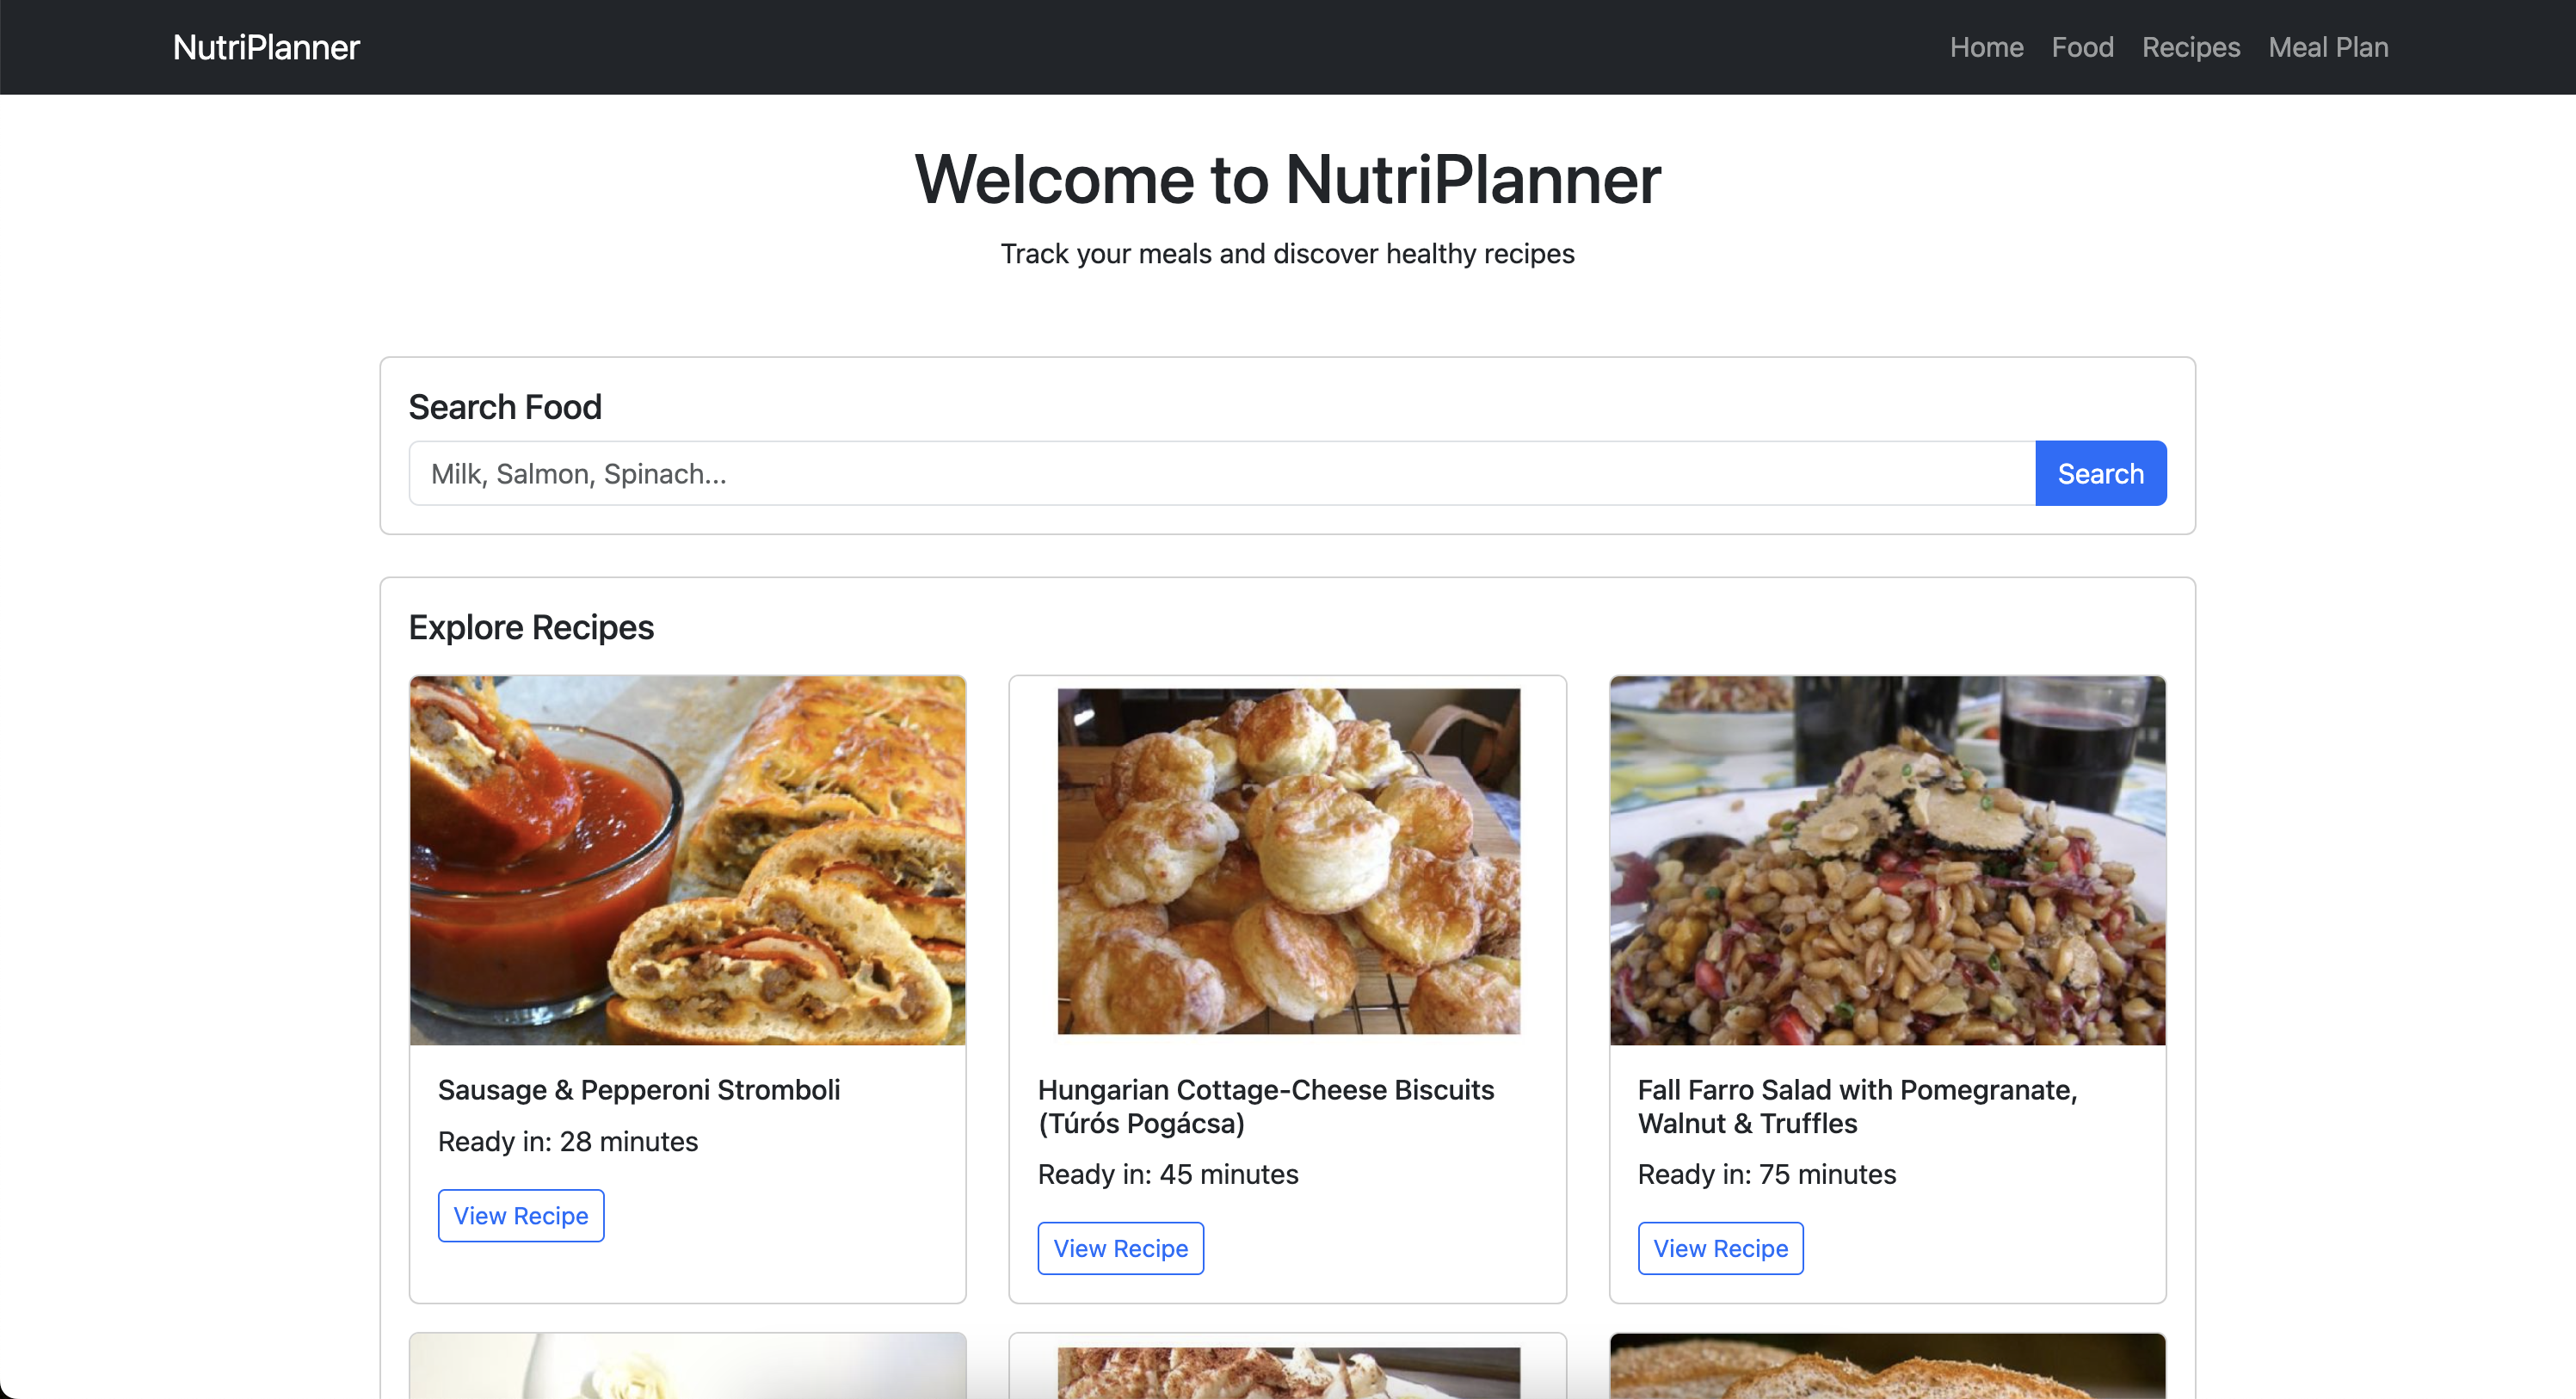 NutriPlanner
Home
Food
Recipes
Meal Plan
Welcome to NutriPlanner
Track your meals and discover healthy recipes
Search Food
Milk, Salmon, Spinach...
Search
Explore Recipes
Sausage & Pepperoni Stromboli
Ready in: 28 minutes
View Recipe
Hungarian Cottage-Cheese Biscuits
(Túrós Pogácsa)
Ready in: 45 minutes
View Recipe
Fall Farro Salad with Pomegranate,
Walnut & Truffles
Ready in: 75 minutes
View Recipe